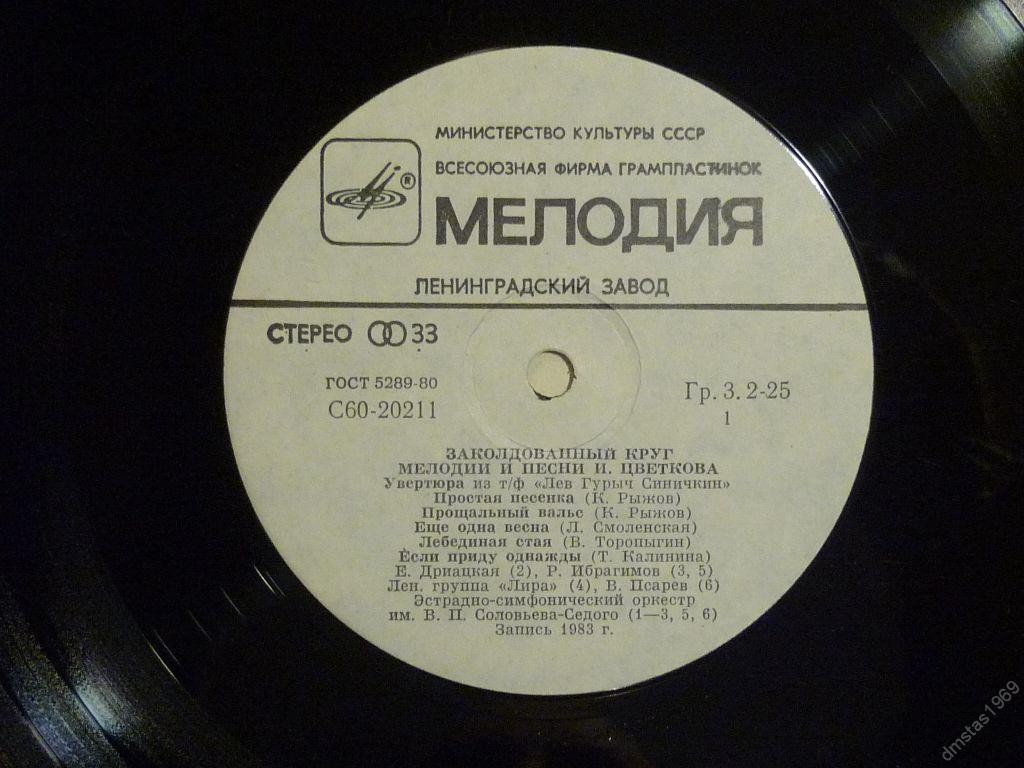 МИНИСТЕРСТВО КУЛЬТУРЫ СССР
ВСЕСОЮЗНАЯ ФИРМА ГРАМПЛАСТИНОК
®
МЕЛОДИЯ
ЛЕНИНГРАДСКИЙ ЗАВОД
СТЕРЕО 33
ГОСТ 5289-80
С60-20211
Гр. 3. 2-25
1
ЗАКОЛДОВАННЫЙ КРУГ
МЕЛОДИИ И ПЕСНИ И. ЦВЕТКОВА
Увертюра из т/ф «Лев Гурыч Синичкин»
Простая песенка (К. Рыжов)
Прощальный вальс (К. Рыжов)
Еще одна весна (Л. Смоленская)
Лебединая стая (В. Торопыгин)
Если приду однажды (Т. Калинина)
Е. Дриацкая (2), Р. Ибрагимов (3, 5)
Лен. группа «Лира» (4), В. Псарев (6)
Эстрадно-симфонический оркестр
им. В. П. Соловьева-Седого (1—3, 5, 6)
Запись 1983 г.
dmstas1969